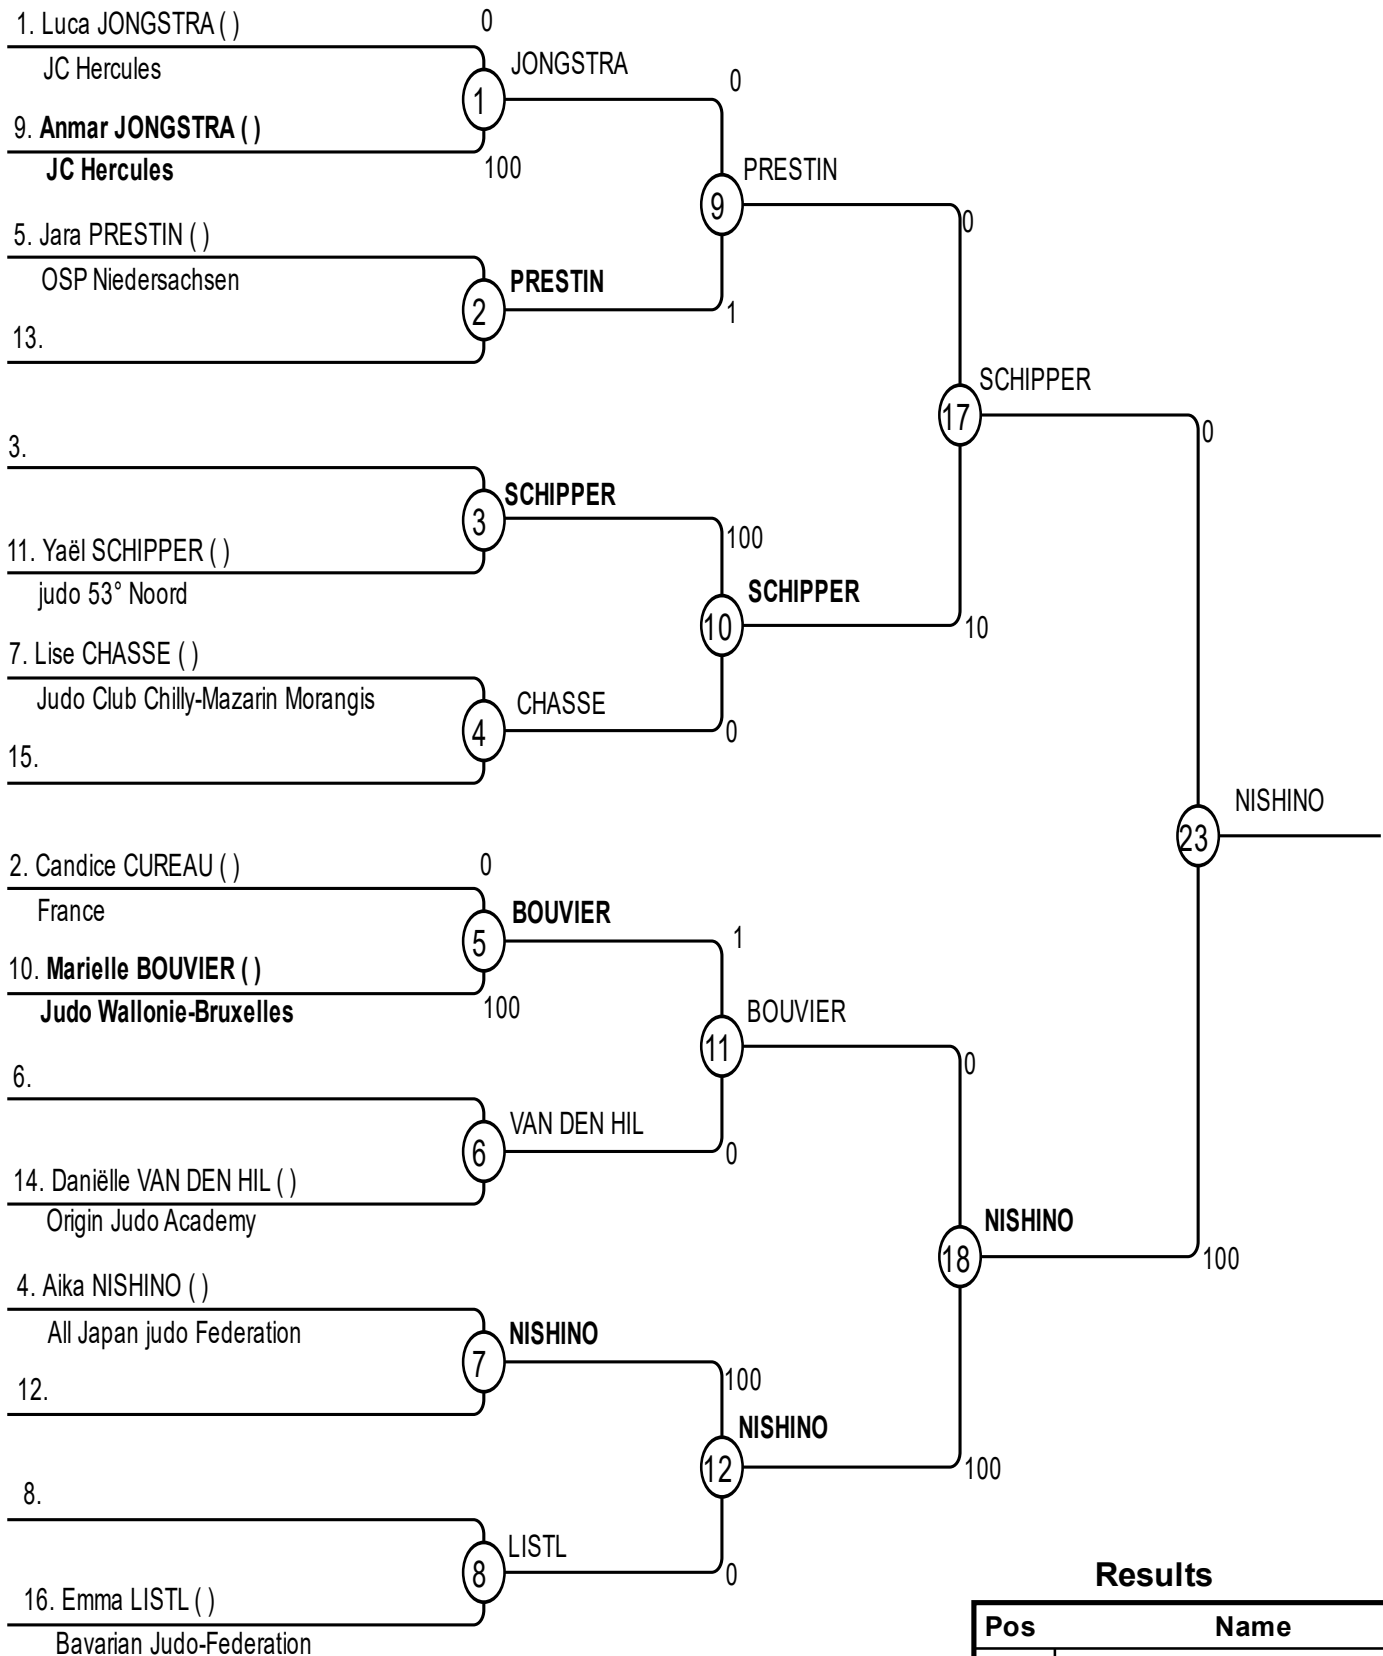 1. Luca JONGSTRA ( )
0
JC Hercules
JONGSTRA
0
1
9. Anmar JONGSTRA ( )
JC Hercules
100
PRESTIN
9
0
5. Jara PRESTIN ( )
OSP Niedersachsen
PRESTIN
2
1
13.
SCHIPPER
17
0
3.
SCHIPPER
3
100
11. Yaël SCHIPPER ( )
judo 53° Noord
SCHIPPER
10
10
7. Lise CHASSE ( )
Judo Club Chilly-Mazarin Morangis
CHASSE
4
0
15.
NISHINO
23
2. Candice CUREAU ( )
0
France
BOUVIER
5
1
10. Marielle BOUVIER ( )
Judo Wallonie-Bruxelles
100
BOUVIER
11
0
6.
VAN DEN HIL
6
0
14. Daniëlle VAN DEN HIL ( )
Origin Judo Academy
NISHINO
18
100
4. Aika NISHINO ( )
All Japan judo Federation
NISHINO
7
100
12.
NISHINO
12
100
8.
LISTL
8
0
16. Emma LISTL ( )
Bavarian Judo-Federation
Results
Pos Name